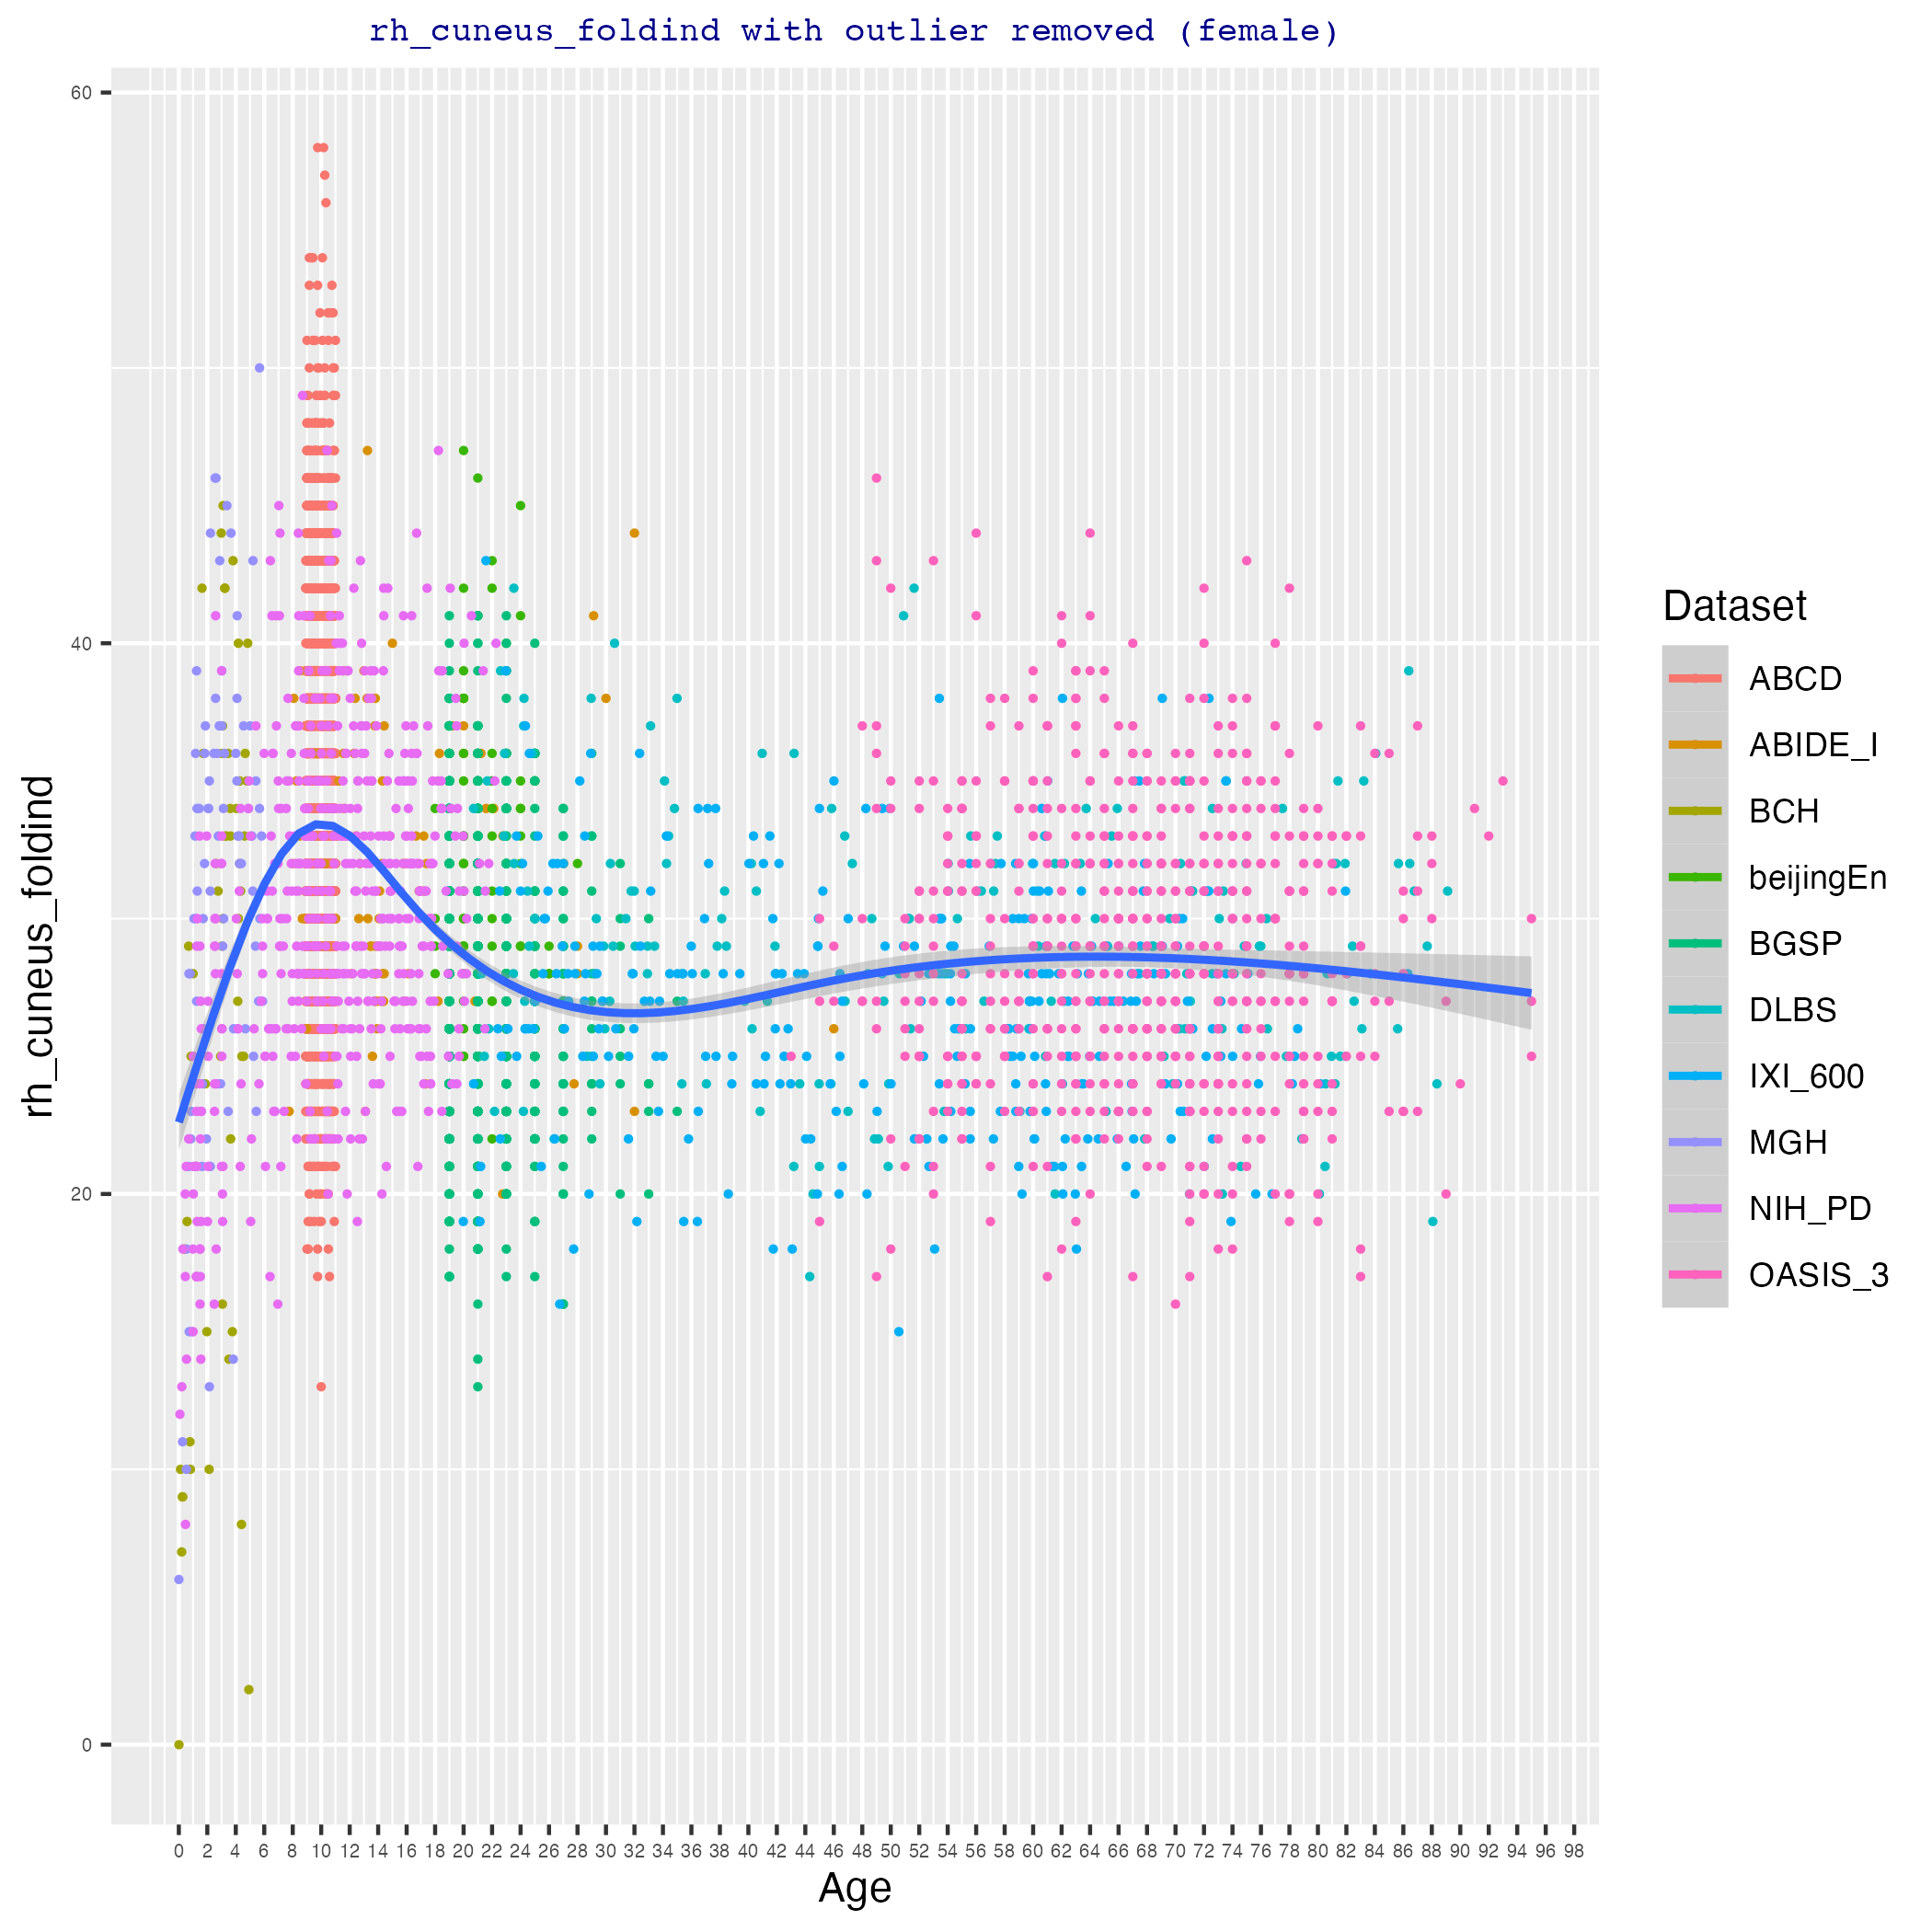 rh_cuneus_foldind with outlier removed (female)
60
40
20
0
rh_cuneus_foldind
0 2 4 6 8 10 12 14 16 18 20 22 24 26 28 30 32 34 36 38 40 42 44 46 48 50 52 54 56 58 60 62 64 66 68 70 72 74 76 78 80 82 84 86 88 90 92 94 96 98
Age
Dataset
ABCD
ABIDE_I
BCH
beijingEn
BGSP
DLBS
IXI_600
MGH
NIH_PD
OASIS_3